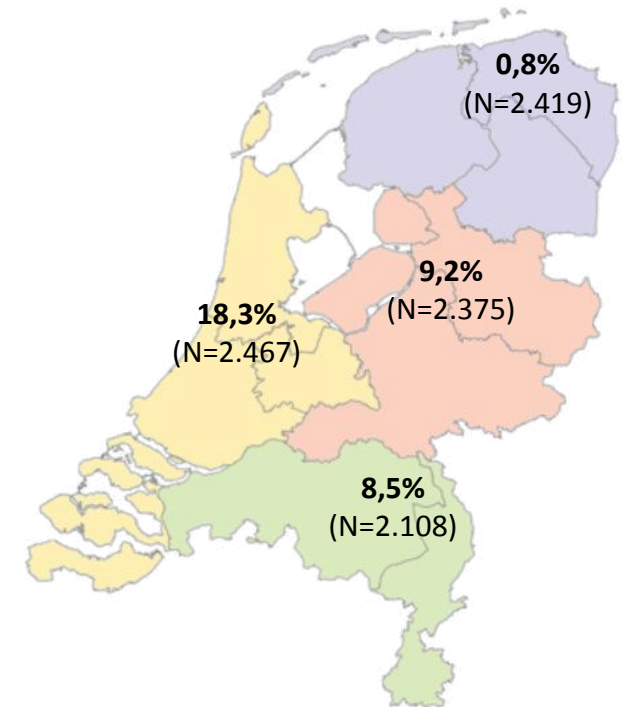 0,8%
(N=2.419)
9,2%
(N=2.375)
18,3%
(N=2.467)
8,5%
(N=2.108)